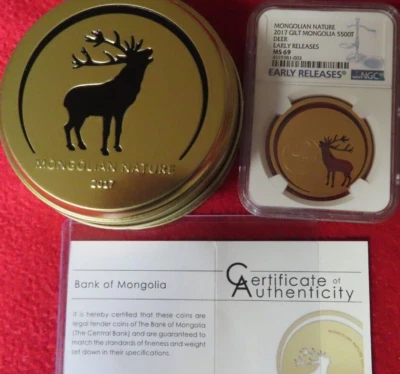 MONGOLIAN NATURE
2017
MONGOLIAN NATURE
2017 GILT MONGOLIA S500T
DEER
EARLY RELEASES
MS 69
EARLY RELEASES®
NGC
Bank of Mongolia
Certificate of
Authenticity
It is hereby certified that these coins are
legal tender coins of The Bank of Mongolia
(The Central Bank) and are guaranteed to
match the standards of fineness and weight
set down in their specifications.
MONGOLIAN NATURE